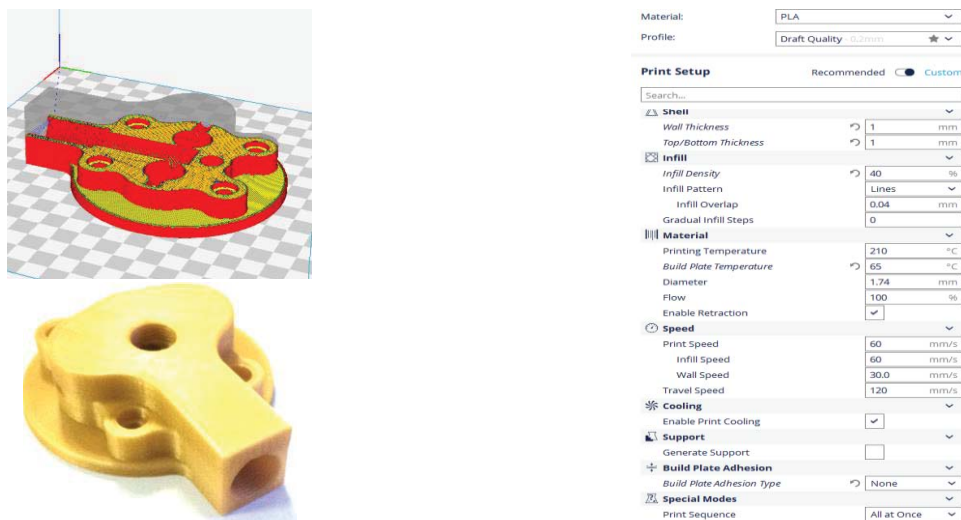 Material: PLA
Profile: Draft Quality - 0.2mm
Print Setup Recommended Custom
Search...
Shell
Wall Thickness 1 mm
Top/Bottom Thickness 1 mm
Infill
Infill Density 40 %
Infill Pattern Lines
Infill Overlap 0.04 mm
Gradual Infill Steps 0
Material
Printing Temperature 210 °C
Build Plate Temperature 65 °C
Diameter 1.74 mm
Flow 100 %
Enable Retraction
Speed
Print Speed 60 mm/s
Infill Speed 60 mm/s
Wall Speed 30.0 mm/s
Travel Speed 120 mm/s
Cooling
Enable Print Cooling
Support
Generate Support
Build Plate Adhesion
Build Plate Adhesion Type None
Special Modes
Print Sequence All at Once